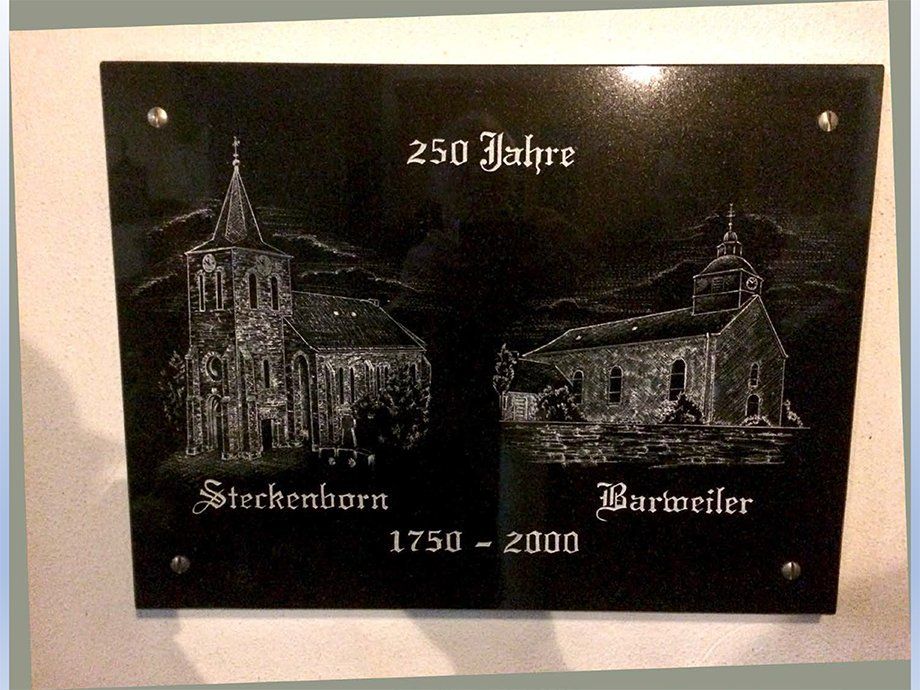 250 Jahre
Steckenborn
Barweiler
1750 - 2000